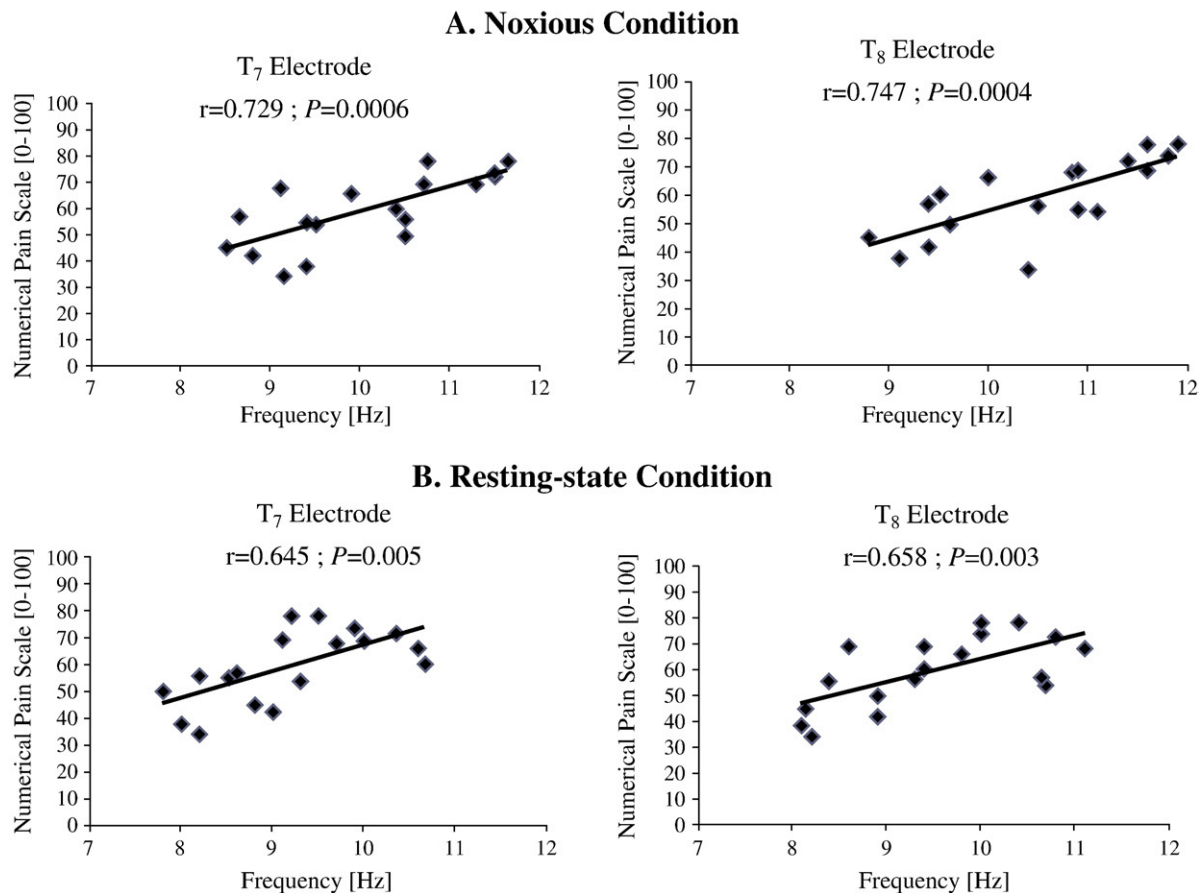 A. Noxious Condition
T₇ Electrode
r=0.729 ; P=0.0006
Numerical Pain Scale [0-100]
100
90
80
70
60
50
40
30
20
10
0
7 8 9 10 11 12
Frequency [Hz]
T₈ Electrode
r=0.747 ; P=0.0004
Numerical Pain Scale [0-100]
100
90
80
70
60
50
40
30
20
10
0
7 8 9 10 11 12
Frequency [Hz]
B. Resting-state Condition
T₇ Electrode
r=0.645 ; P=0.005
Numerical Pain Scale [0-100]
100
90
80
70
60
50
40
30
20
10
0
7 8 9 10 11 12
Frequency [Hz]
T₈ Electrode
r=0.658 ; P=0.003
Numerical Pain Scale [0-100]
100
90
80
70
60
50
40
30
20
10
0
7 8 9 10 11 12
Frequency [Hz]